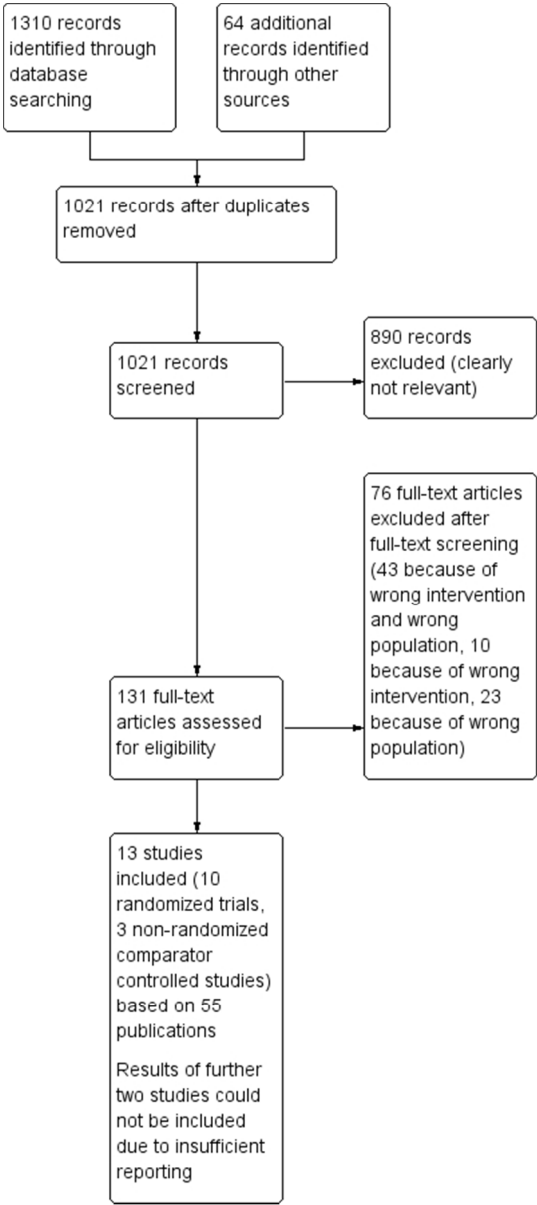 1310 records
identified through
database
searching
64 additional
records identified
through other
sources
1021 records after duplicates
removed
1021 records
screened
890 records
excluded (clearly
not relevant)
76 full-text articles
excluded after
full-text screening
(43 because of
wrong intervention
and wrong
population, 10
because of wrong
intervention, 23
because of wrong
population)
131 full-text
articles assessed
for eligibility
13 studies
included (10
randomized trials,
3 non-randomized
comparator
controlled studies)
based on 55
publications
Results of further
two studies could
not be included
due to insufficient
reporting